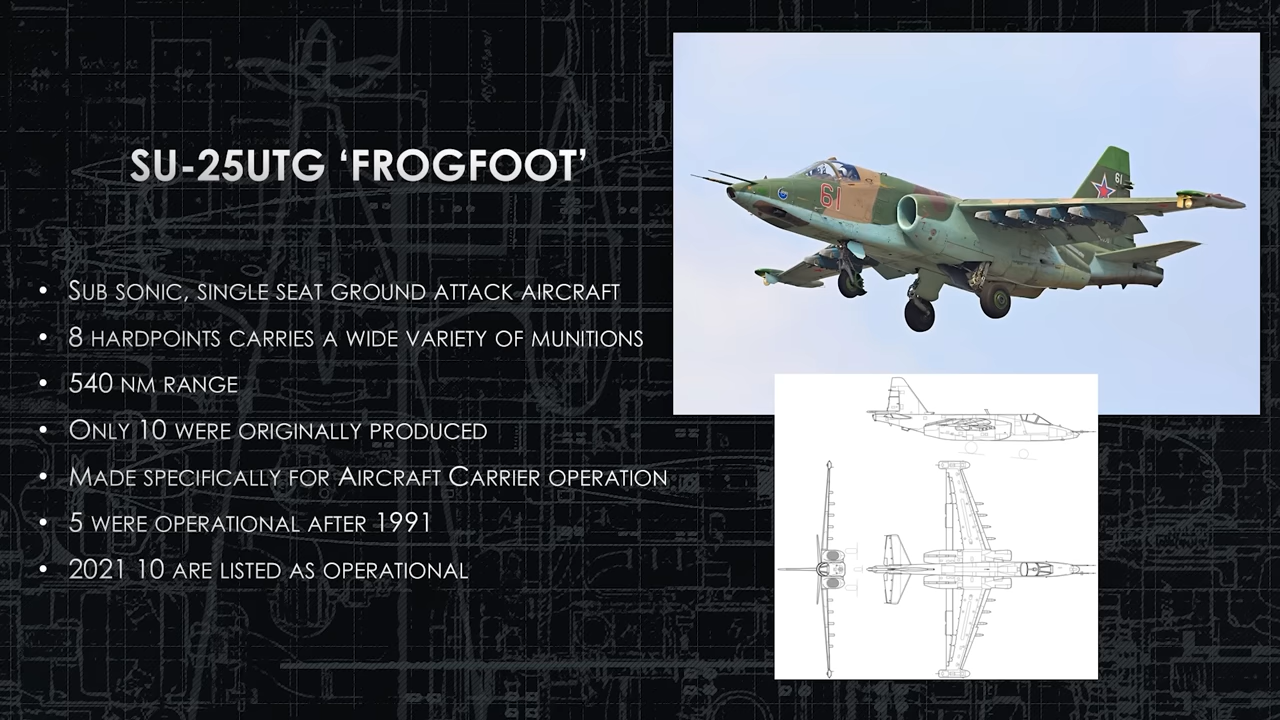 SU-25UTG ‘FROGFOOT’
• Sub sonic, single seat ground attack aircraft
• 8 hardpoints carries a wide variety of munitions
• 540 nm range
• Only 10 were originally produced
• Made specifically for Aircraft Carrier operation
• 5 were operational after 1991
• 2021 10 are listed as operational
61
61